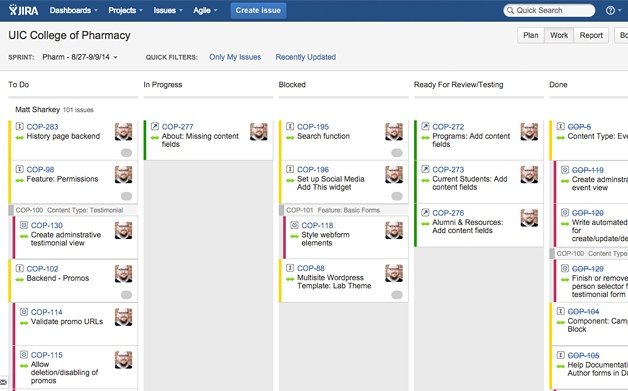 JIRA Dashboards Projects Issues Agile Create issue Quick Search
UIC College of Pharmacy
Plan Work Report Bo
SPRINT: Pharm - 8/27-9/9/14 QUICK FILTERS: Only My Issues Recently Updated
To Do In Progress Blocked Ready For Review/Testing Done
Matt Sharkey 101 issues
COP-283
History page backend
COP-98
Feature: Permissions
COP-100 Content Type: Testimonial
COP-130
Create adminstrative
testimonial view
COP-102
Backend - Promos
COP-114
Validate promo URLs
COP-115
Allow
deletion/disabling of
promos
COP-277
About: Missing content
fields
COP-195
Search function
COP-196
Set up Social Media
Add This widget
COP-101 Feature: Basic Forms
COP-118
Style webform
elements
COP-88
Multisite Wordpress
Template: Lab Theme
COP-272
Programs: Add content
fields
COP-273
Current Students: Add
content fields
COP-276
Alumni & Resources:
Add content fields
COP-5
Content Type: Eve
COP-119
Create adminstra
event view
COP-120
Write automated
for
create/update/de
COP-100 Content Types
COP-129
Finish or remove
person selector f
testimonial form
COP-104
Component: Camp
Block
COP-105
Help Documentati
Author forms in D